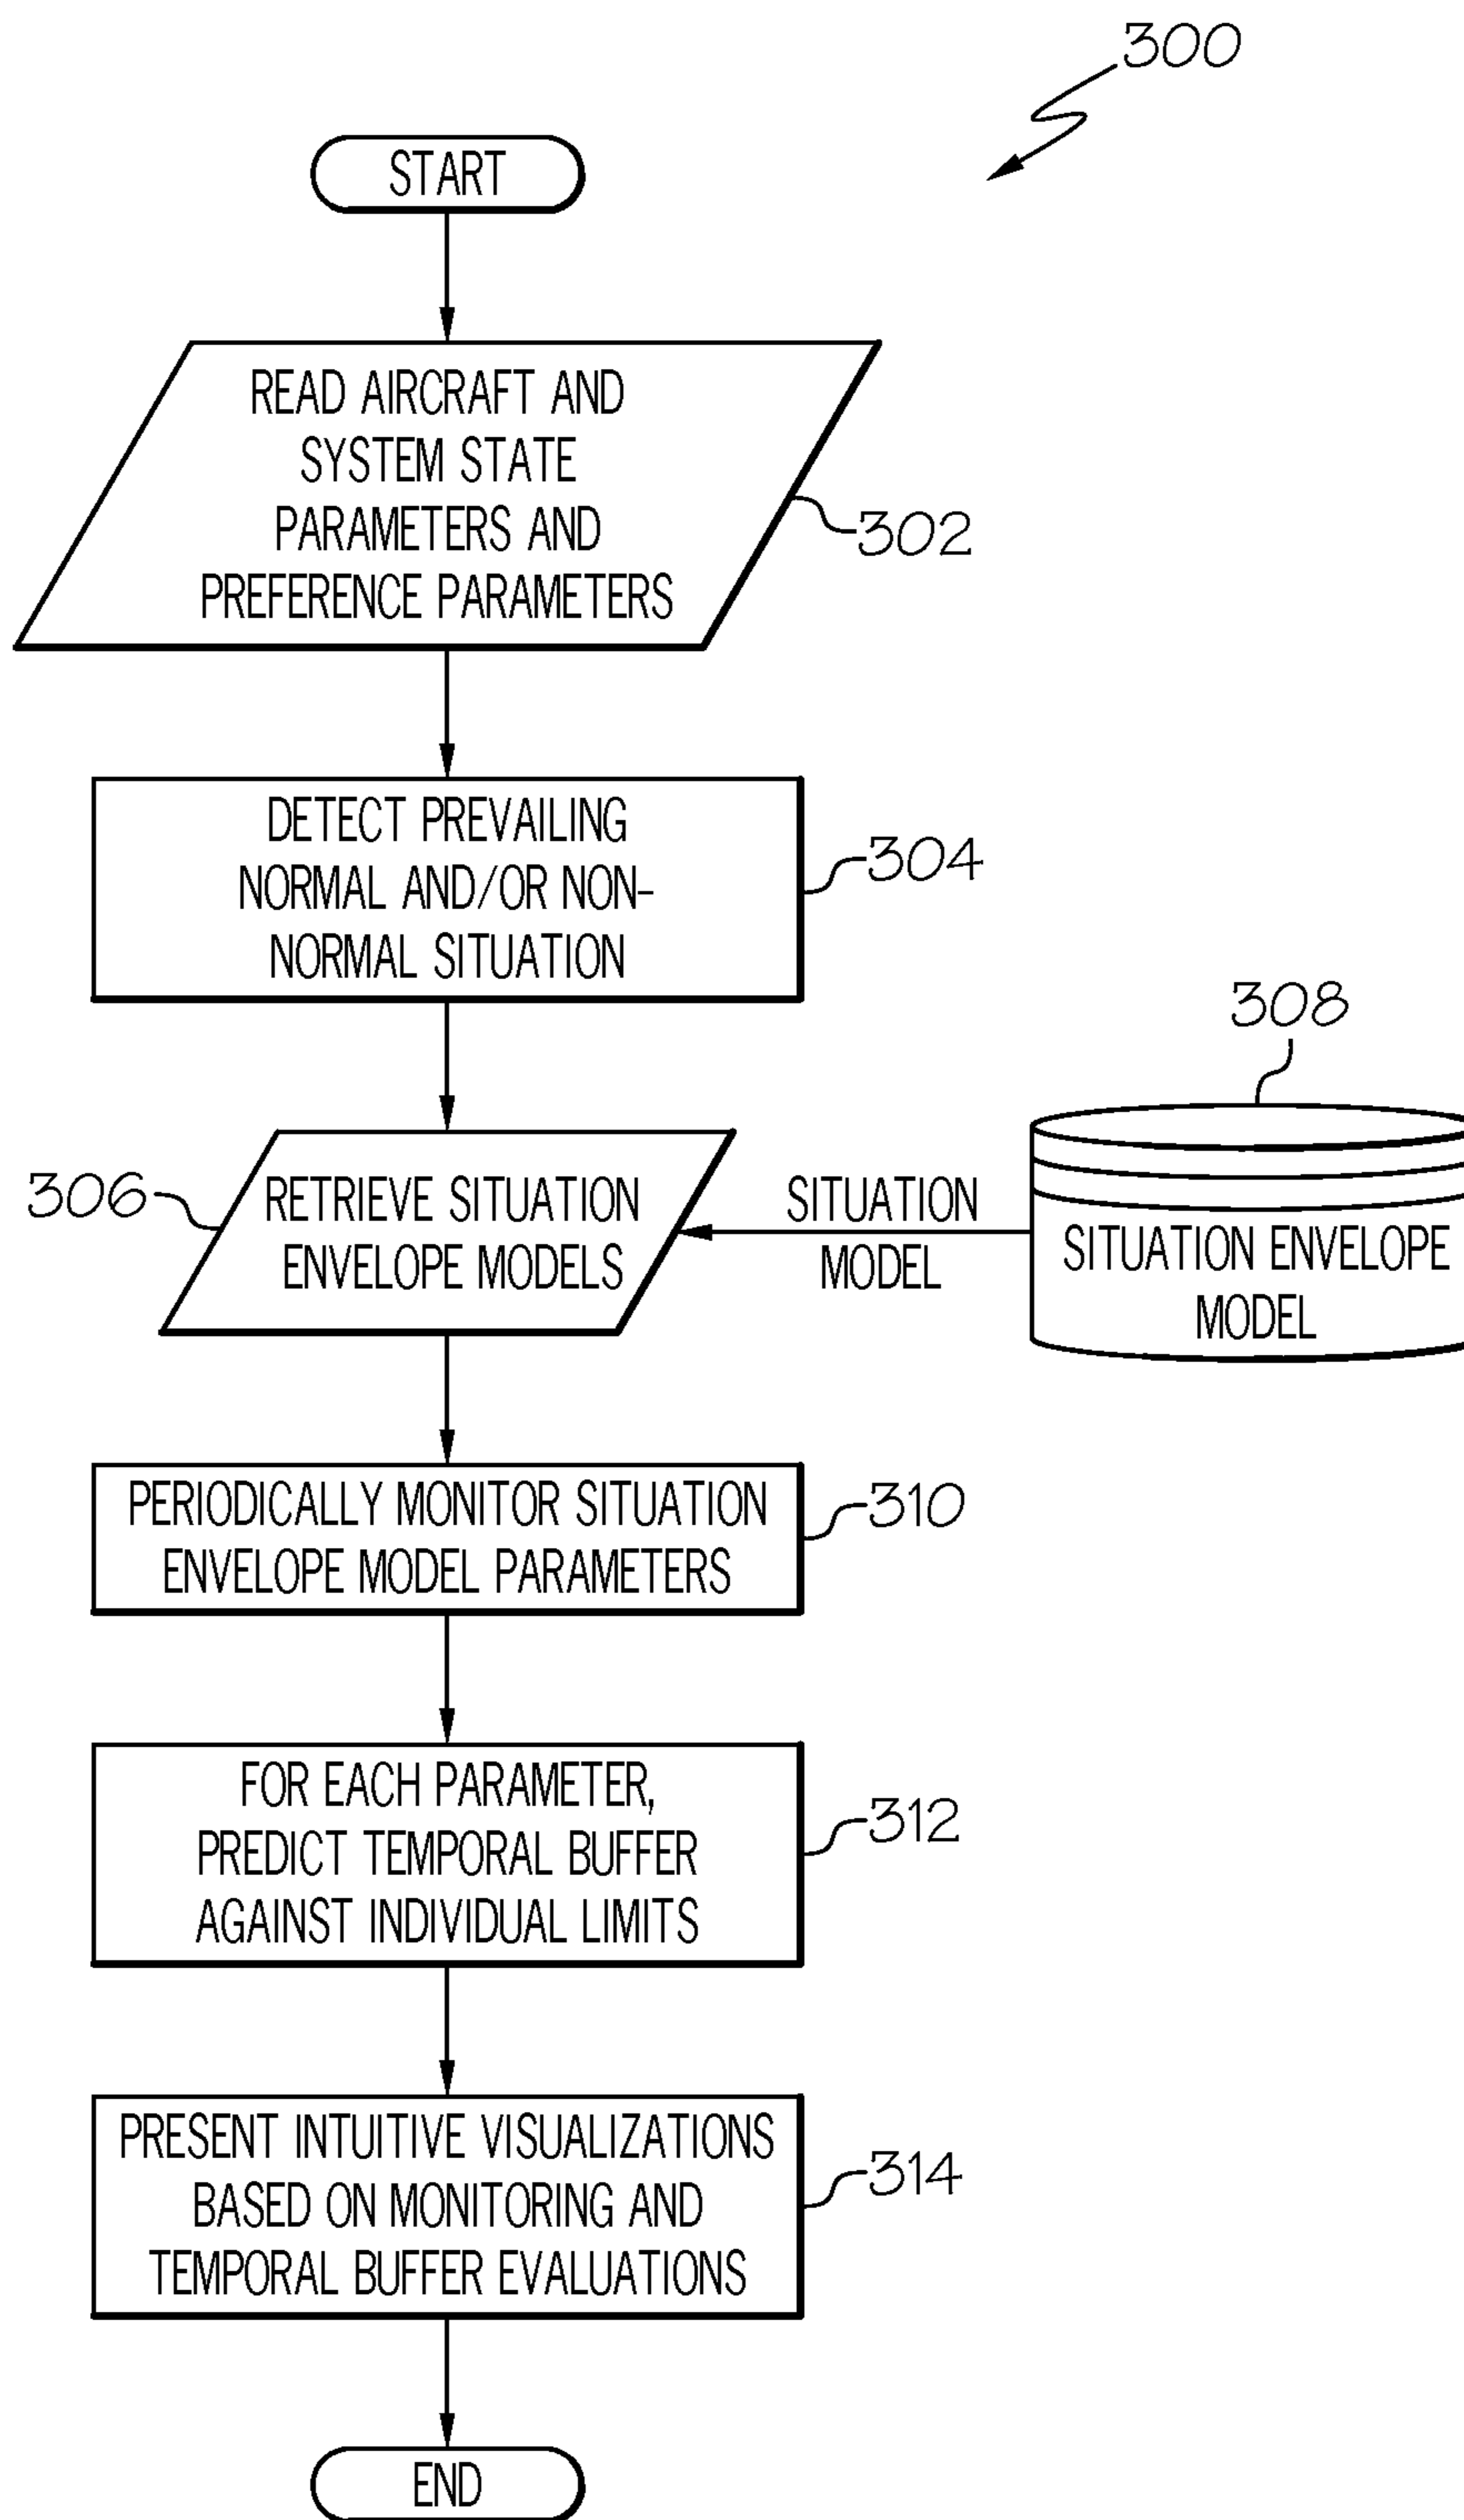 300
START
READ AIRCRAFT AND
SYSTEM STATE
PARAMETERS AND
PREFERENCE PARAMETERS
302
DETECT PREVAILING
NORMAL AND/OR NON-
NORMAL SITUATION
304
306
RETRIEVE SITUATION
ENVELOPE MODELS
SITUATION
MODEL
308
SITUATION ENVELOPE
MODEL
PERIODICALLY MONITOR SITUATION
ENVELOPE MODEL PARAMETERS
310
FOR EACH PARAMETER,
PREDICT TEMPORAL BUFFER
AGAINST INDIVIDUAL LIMITS
312
PRESENT INTUITIVE VISUALIZATIONS
BASED ON MONITORING AND
TEMPORAL BUFFER EVALUATIONS
314
END